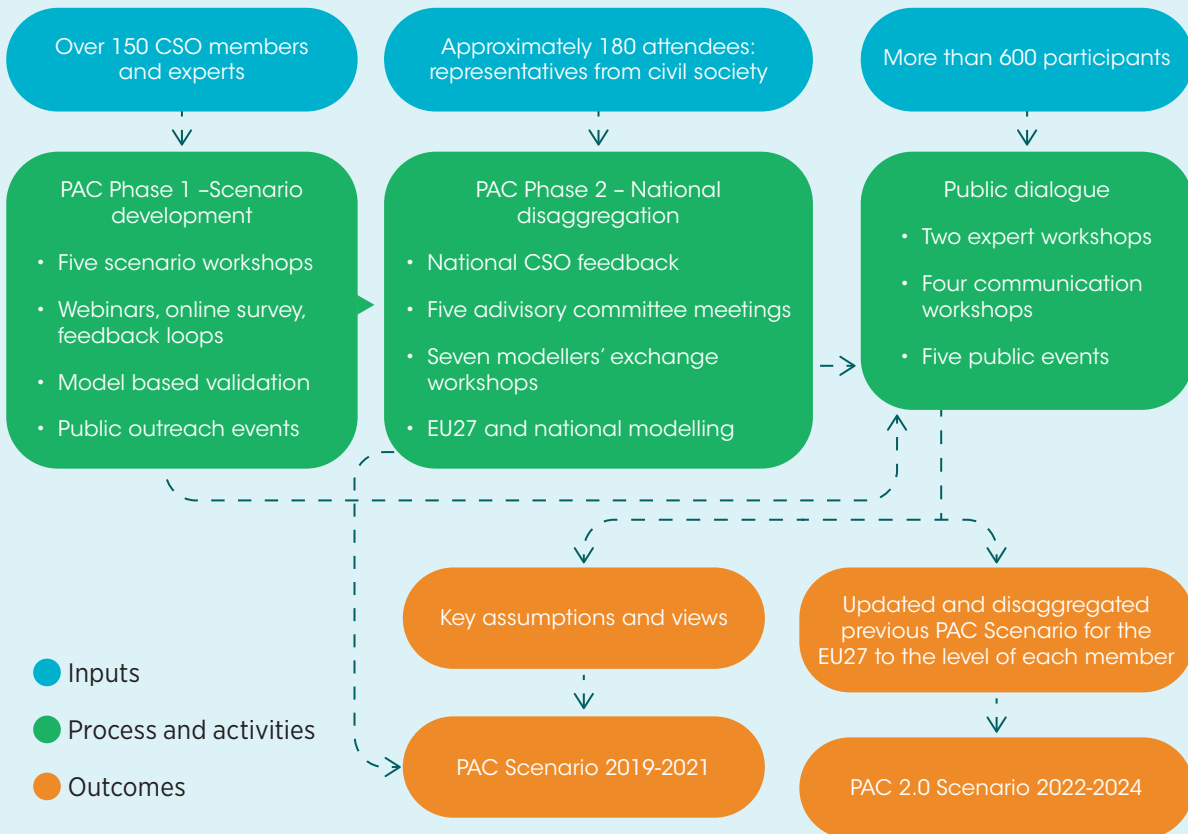 Over 150 CSO members
and experts
Approximately 180 attendees:
representatives from civil society
More than 600 participants
PAC Phase 1 –Scenario
development
• Five scenario workshops
• Webinars, online survey,
feedback loops
• Model based validation
• Public outreach events
PAC Phase 2 – National
disaggregation
• National CSO feedback
• Five adivisory committee meetings
• Seven modellers’ exchange
workshops
• EU27 and national modelling
Public dialogue
• Two expert workshops
• Four communication
workshops
• Five public events
Key assumptions and views
Updated and disaggregated
previous PAC Scenario for the
EU27 to the level of each member
PAC Scenario 2019-2021
PAC 2.0 Scenario 2022-2024
Inputs
Process and activities
Outcomes